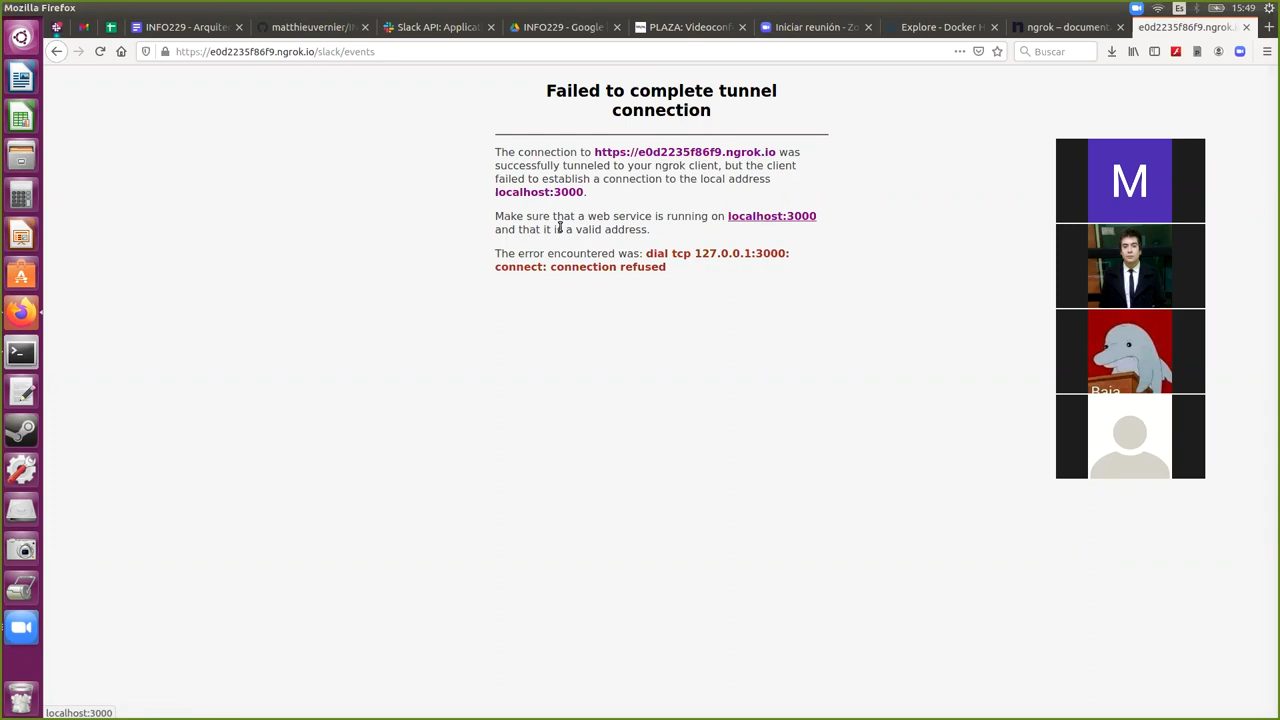 Mozilla Firefox
Es
15:49
INFO229 - Arquite
matthieuvernier/I
Slack API: Applicat
INFO229 - Google
PLAZA: Videoconf
Iniciar reunión - Zo
Explore - Docker H
ngrok – document
e0d2235f86f9.ngrok.i
https://e0d2235f86f9.ngrok.io/slack/events
Buscar
Failed to complete tunnel
connection
The connection to https://e0d2235f86f9.ngrok.io was
successfully tunneled to your ngrok client, but the client
failed to establish a connection to the local address
localhost:3000.
Make sure that a web service is running on localhost:3000
and that it is a valid address.
The error encountered was: dial tcp 127.0.0.1:3000:
connect: connection refused
M
Baja
localhost:3000